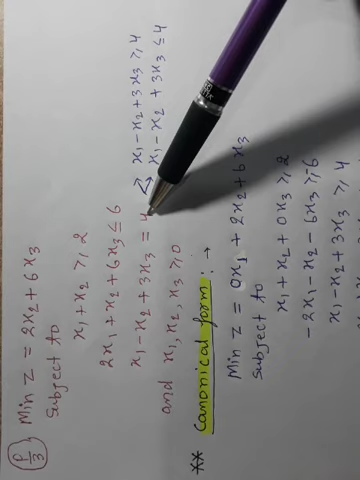 P/3
Min Z = 2x₂ + 6x₃
Subject to
x₁ + x₂ ≥ 2
2x₁ + x₂ + 6x₃ ≤ 6
x₁ - x₂ + 3x₃ = 4 → x₁ - x₂ + 3x₃ ≥ 4
x₁ - x₂ + 3x₃ ≤ 4
and x₁, x₂, x₃ ≥ 0
** Canonical form : →
Min Z = 0x₁ + 2x₂ + 6x₃
Subject to
x₁ + x₂ + 0x₃ ≥ 2
-2x₁ - x₂ - 6x₃ ≥ -6
x₁ - x₂ + 3x₃ ≥ 4